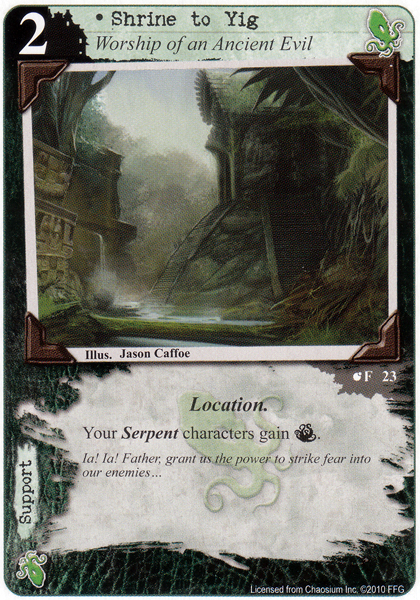 2
• Shrine to Yig
Worship of an Ancient Evil
Illus. Jason Caffoe
F 23
Location.
Your Serpent characters gain .
Ia! Ia! Father, grant us the power to strike fear into
our enemies…
Support
Licensed from Chaosium Inc. ©2010 FFG